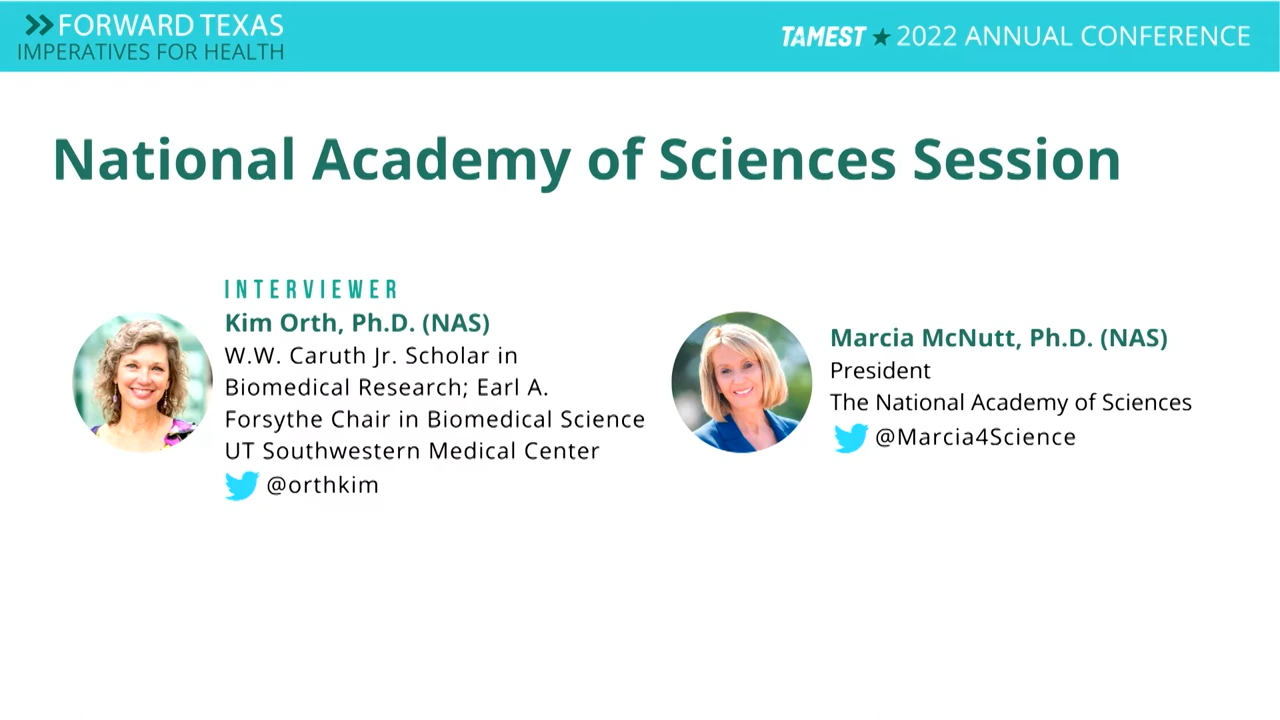 FORWARD TEXAS
IMPERATIVES FOR HEALTH
TAMEST ★ 2022 ANNUAL CONFERENCE
National Academy of Sciences Session
INTERVIEWER
Kim Orth, Ph.D. (NAS)
W.W. Caruth Jr. Scholar in
Biomedical Research; Earl A.
Forsythe Chair in Biomedical Science
UT Southwestern Medical Center
@orthkim
Marcia McNutt, Ph.D. (NAS)
President
The National Academy of Sciences
@Marcia4Science